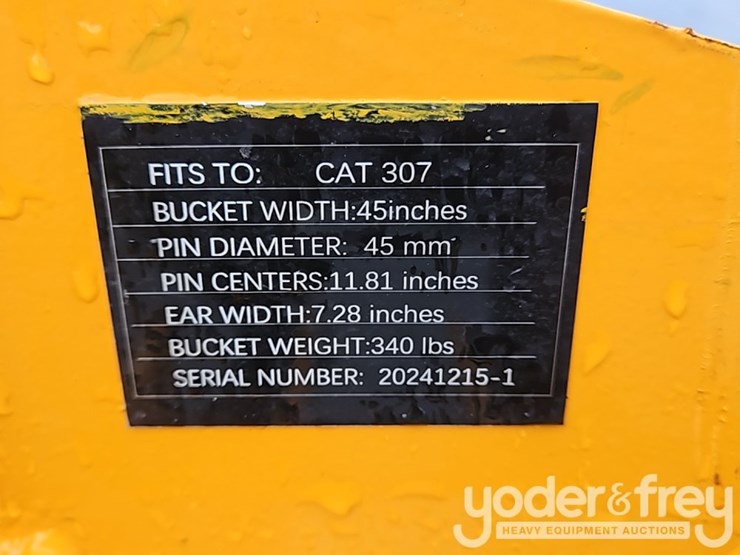 FITS TO: CAT 307
BUCKET WIDTH:45inches
PIN DIAMETER: 45 mm
PIN CENTERS:11.81 inches
EAR WIDTH:7.28 inches
BUCKET WEIGHT:340 lbs
SERIAL NUMBER: 20241215-1
yoder&frey
HEAVY EQUIPMENT AUCTIONS